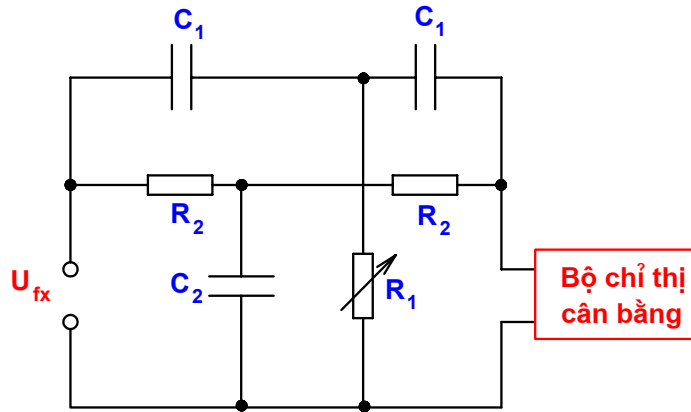 C1 C1
R2 R2
Ufx C2 R1
Bộ chỉ thị
cân bằng